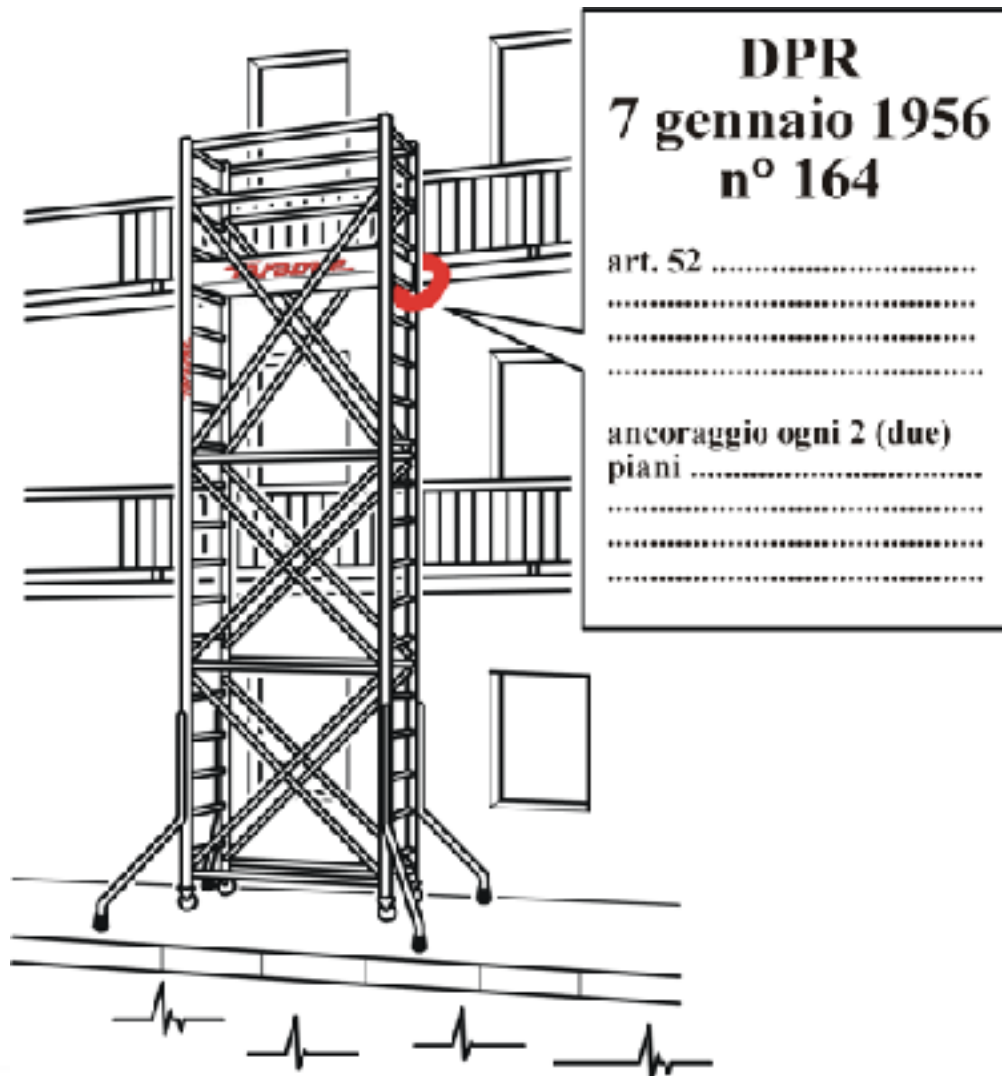 DPR
7 gennaio 1956
n° 164
art. 52 ..............................
........................................
........................................
........................................
ancoraggio ogni 2 (due)
piani ................................
........................................
........................................
........................................